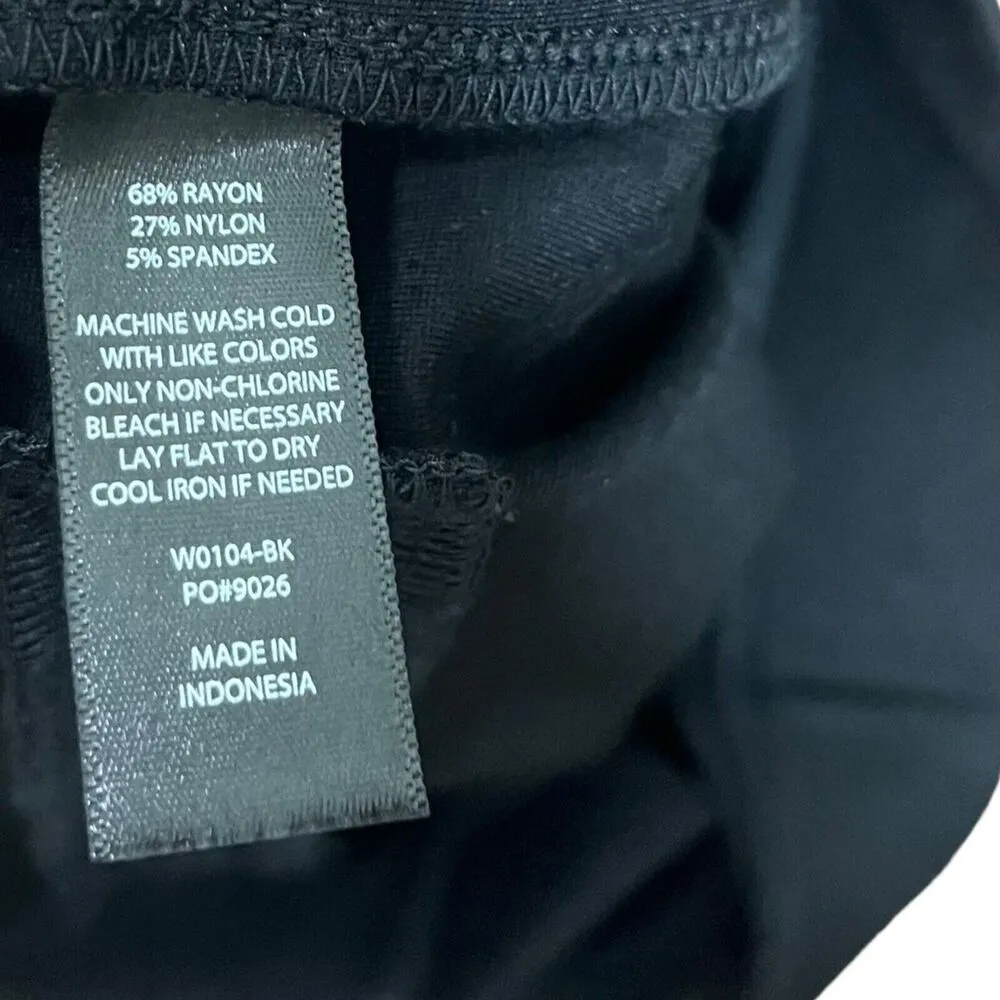 68% RAYON
27% NYLON
5% SPANDEX
MACHINE WASH COLD
WITH LIKE COLORS
ONLY NON-CHLORINE
BLEACH IF NECESSARY
LAY FLAT TO DRY
COOL IRON IF NEEDED
W0104-BK
PO#9026
MADE IN
INDONESIA